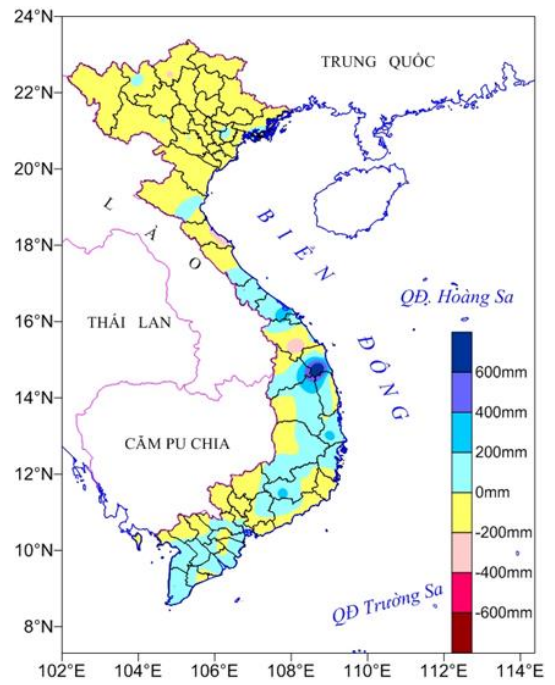 24°N
22°N
20°N
18°N
16°N
14°N
12°N
10°N
8°N
TRUNG QUỐC
LÀO
BIỂN ĐÔNG
QĐ. Hoàng Sa
THÁI LAN
CĂM PU CHIA
QĐ Trường Sa
600mm
400mm
200mm
0mm
-200mm
-400mm
-600mm
102°E 104°E 106°E 108°E 110°E 112°E 114°E